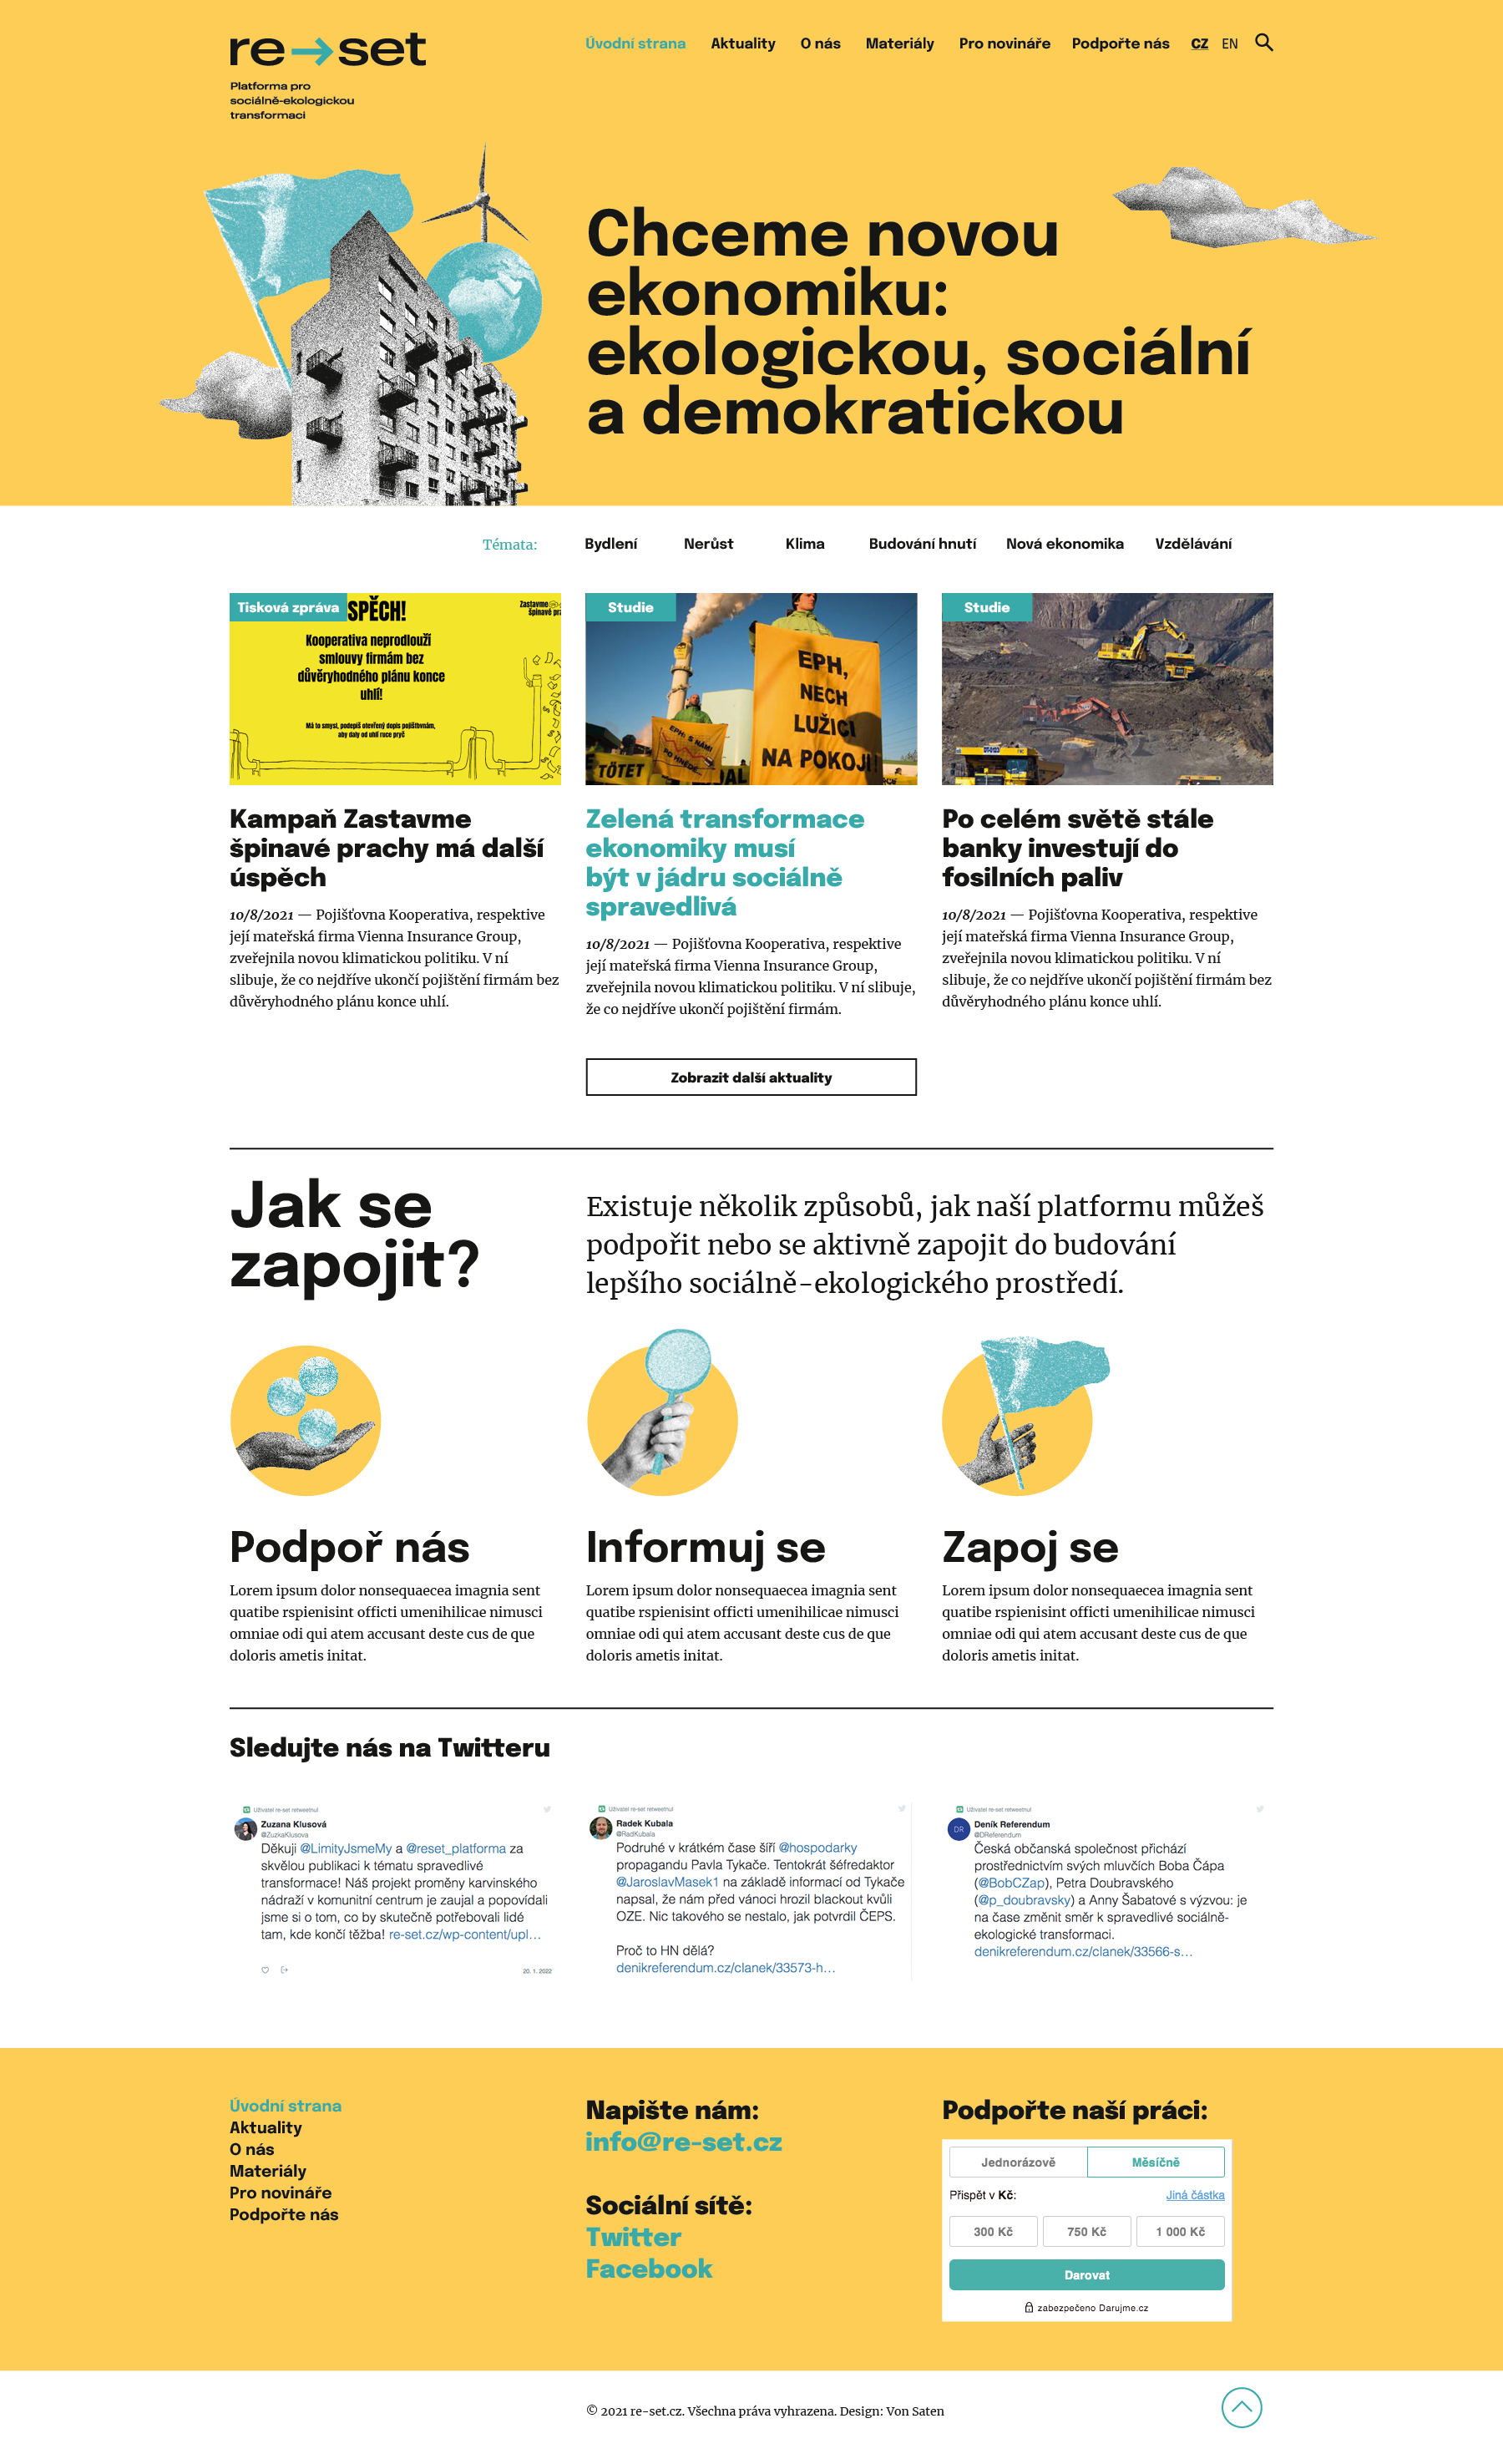 re→set
Platforma pro
sociálně-ekologickou
transformaci
Úvodní strana Aktuality O nás Materiály Pro novináře Podpořte nás CZ EN
Chceme novou
ekonomiku:
ekologickou, sociální
a demokratickou
Témata: Bydlení Nerůst Klima Budování hnutí Nová ekonomika Vzdělávání
Tisková zpráva
SPĚCH!
Zastavme
špinavé pra
Kooperativa neprodlouží
smlouvy firmám bez
důvěryhodného plánu konce
uhlí!
Má to smysl, podepiš otevřený dopis pojišťovnám,
aby daly od uhlí ruce pryč
Kampaň Zastavme
špinavé prachy má další
úspěch
10/8/2021 — Pojišťovna Kooperativa, respektive
její mateřská firma Vienna Insurance Group,
zveřejnila novou klimatickou politiku. V ní
slibuje, že co nejdříve ukončí pojištění firmám bez
důvěryhodného plánu konce uhlí.
Studie
EPH,
NECH
LUŽICI
NA POKOJI!
EPH: S NÁMI
PO HNĚDÉ
TÖTET
Zelená transformace
ekonomiky musí
být v jádru sociálně
spravedlivá
10/8/2021 — Pojišťovna Kooperativa, respektive
její mateřská firma Vienna Insurance Group,
zveřejnila novou klimatickou politiku. V ní slibuje,
že co nejdříve ukončí pojištění firmám.
Studie
Po celém světě stále
banky investují do
fosilních paliv
10/8/2021 — Pojišťovna Kooperativa, respektive
její mateřská firma Vienna Insurance Group,
zveřejnila novou klimatickou politiku. V ní
slibuje, že co nejdříve ukončí pojištění firmám bez
důvěryhodného plánu konce uhlí.
Zobrazit další aktuality
Jak se
zapojit?
Existuje několik způsobů, jak naší platformu můžeš
podpořit nebo se aktivně zapojit do budování
lepšího sociálně-ekologického prostředí.
Podpoř nás
Lorem ipsum dolor nonsequaecea imagnia sent
quatibe rspienisint officti umenihilicae nimusci
omniae odi qui atem accusant deste cus de que
doloris ametis initat.
Informuj se
Lorem ipsum dolor nonsequaecea imagnia sent
quatibe rspienisint officti umenihilicae nimusci
omniae odi qui atem accusant deste cus de que
doloris ametis initat.
Zapoj se
Lorem ipsum dolor nonsequaecea imagnia sent
quatibe rspienisint officti umenihilicae nimusci
omniae odi qui atem accusant deste cus de que
doloris ametis initat.
Sledujte nás na Twitteru
Uživatel re-set retweetnul
Zuzana Klusová
@ZuzkaKlusova
Děkuji @LimityJsmeMy a @reset_platforma za
skvělou publikaci k tématu spravedlivé
transformace! Náš projekt proměny karvinského
nádraží v komunitní centrum je zaujal a popovídali
jsme si o tom, co by skutečně potřebovali lidé
tam, kde končí těžba! re-set.cz/wp-content/upl…
20. 1. 2022
Uživatel re-set retweetnul
Radek Kubala
@RadKubala
Podruhé v krátkém čase šíří @hospodarky
propagandu Pavla Tykače. Tentokrát šéfredaktor
@JaroslavMasek1 na základě informací od Tykače
napsal, že nám před vánoci hrozil blackout kvůli
OZE. Nic takového se nestalo, jak potvrdil ČEPS.
Proč to HN dělá?
denikreferendum.cz/clanek/33573-h…
Uživatel re-set retweetnul
DR
Deník Referendum
@DReferendum
Česká občanská společnost přichází
prostřednictvím svých mluvčích Boba Čápa
(@BobCZap), Petra Doubravského
(@p_doubravsky) a Anny Šabatové s výzvou: je
na čase změnit směr k spravedlivé sociálně-
ekologické transformaci.
denikreferendum.cz/clanek/33566-s…
Úvodní strana
Aktuality
O nás
Materiály
Pro novináře
Podpořte nás
Napište nám:
info@re-set.cz
Sociální sítě:
Twitter
Facebook
Podpořte naší práci:
Jednorázově Měsíčně
Přispět v Kč: Jiná částka
300 Kč 750 Kč 1 000 Kč
Darovat
zabezpečeno Darujme.cz
© 2021 re-set.cz. Všechna práva vyhrazena. Design: Von Saten